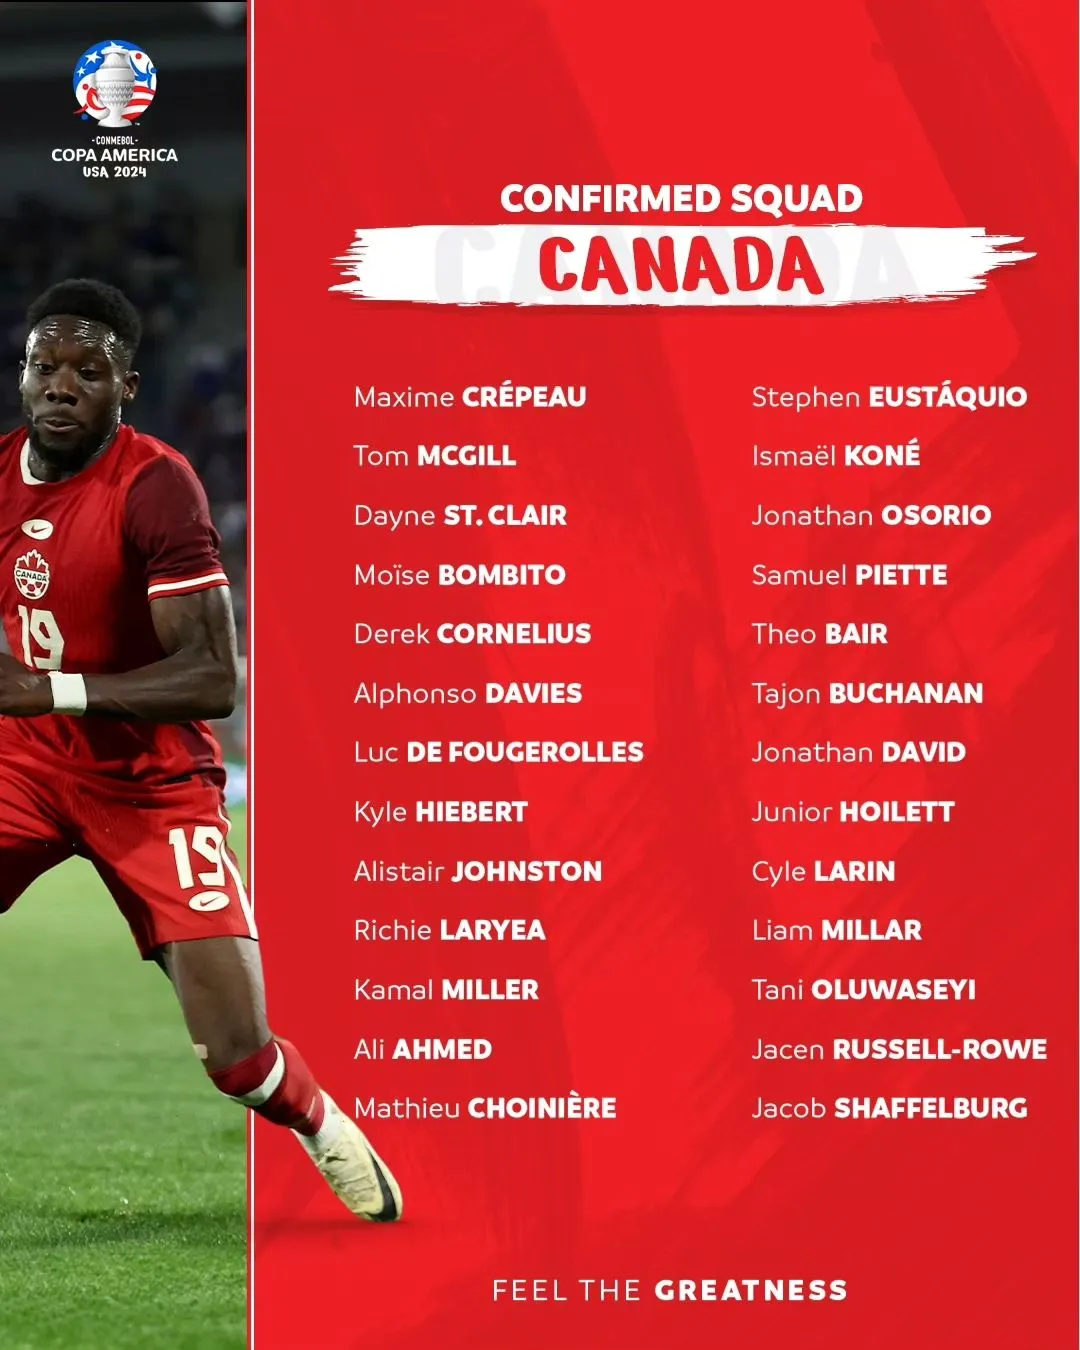 - CONMEBOL -
COPA AMERICA
USA 2024
CONFIRMED SQUAD
CANADA
Maxime CRÉPEAU
Tom MCGILL
Dayne ST. CLAIR
Moïse BOMBITO
Derek CORNELIUS
Alphonso DAVIES
Luc DE FOUGEROLLES
Kyle HIEBERT
Alistair JOHNSTON
Richie LARYEA
Kamal MILLER
Ali AHMED
Mathieu CHOINIÈRE
Stephen EUSTÁQUIO
Ismaël KONÉ
Jonathan OSORIO
Samuel PIETTE
Theo BAIR
Tajon BUCHANAN
Jonathan DAVID
Junior HOILETT
Cyle LARIN
Liam MILLAR
Tani OLUWASEYI
Jacen RUSSELL-ROWE
Jacob SHAFFELBURG
CANADA
19
19
FEEL THE GREATNESS